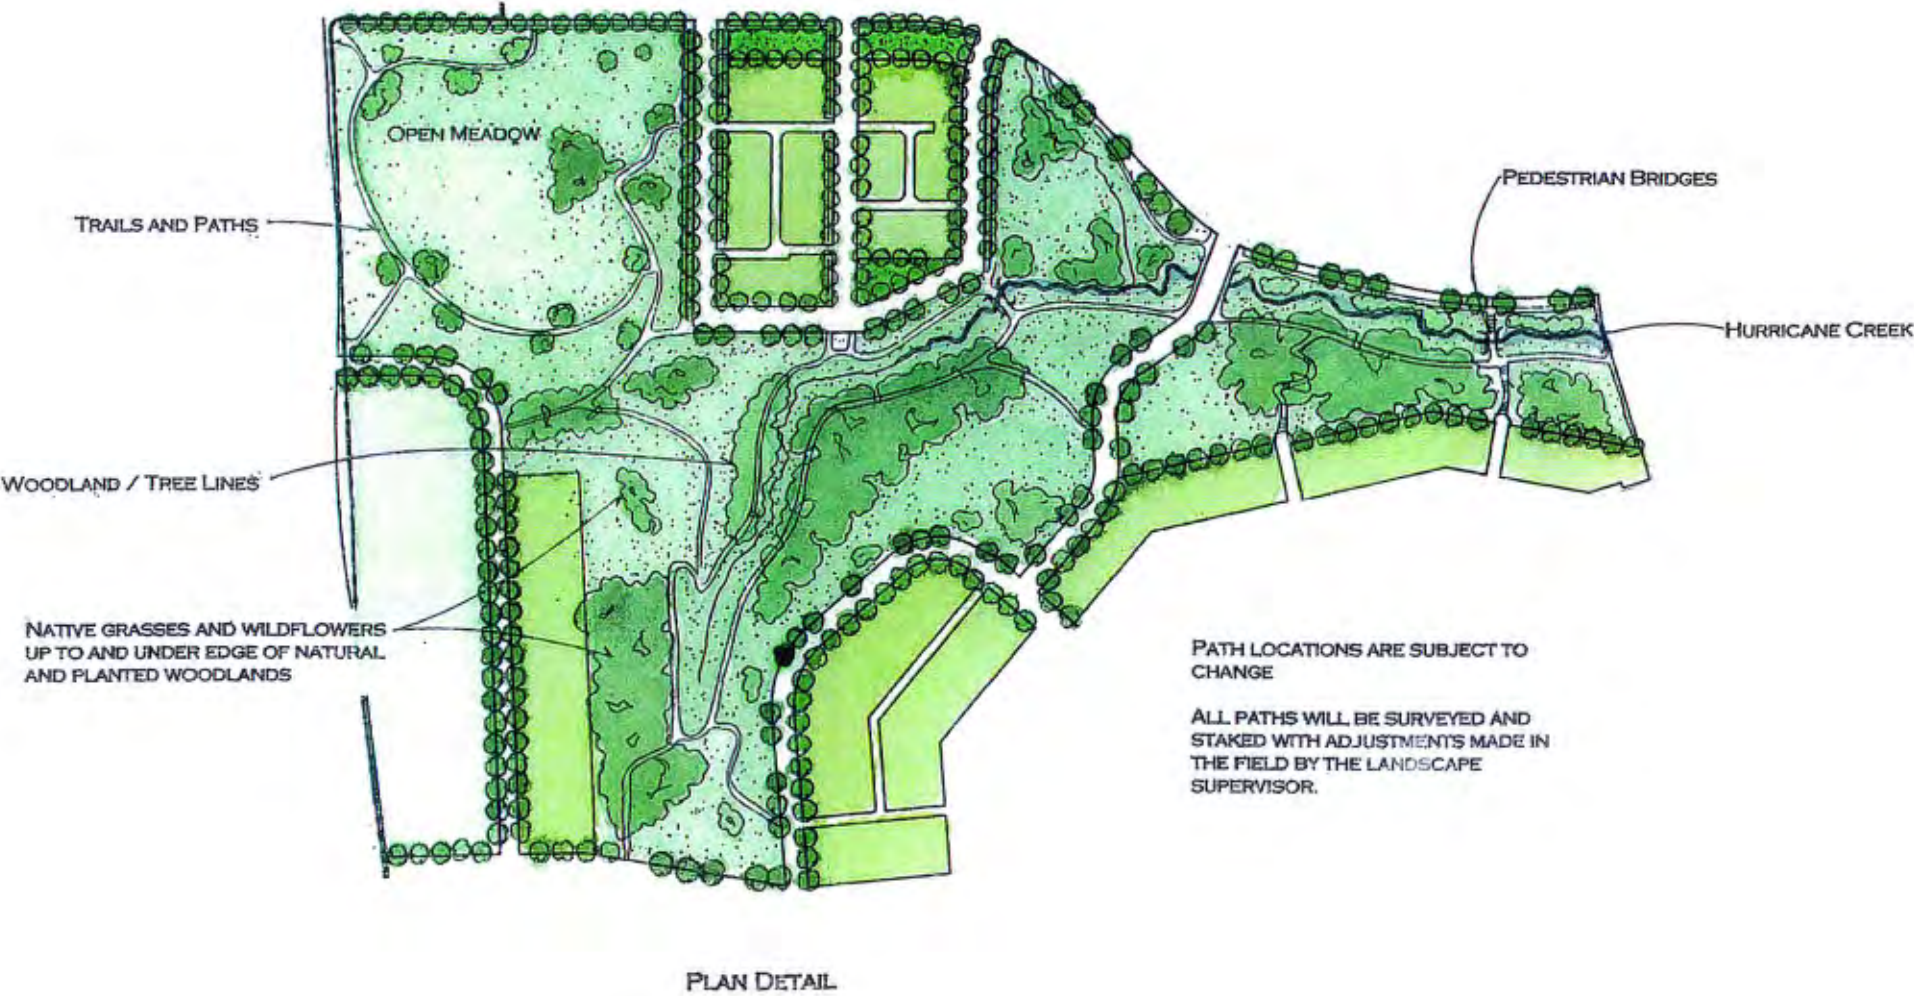 OPEN MEADOW
PEDESTRIAN BRIDGES
TRAILS AND PATHS
HURRICANE CREEK
WOODLAND / TREE LINES
NATIVE GRASSES AND WILDFLOWERS
UP TO AND UNDER EDGE OF NATURAL
AND PLANTED WOODLANDS
PATH LOCATIONS ARE SUBJECT TO
CHANGE
ALL PATHS WILL BE SURVEYED AND
STAKED WITH ADJUSTMENTS MADE IN
THE FIELD BY THE LANDSCAPE
SUPERVISOR.
PLAN DETAIL